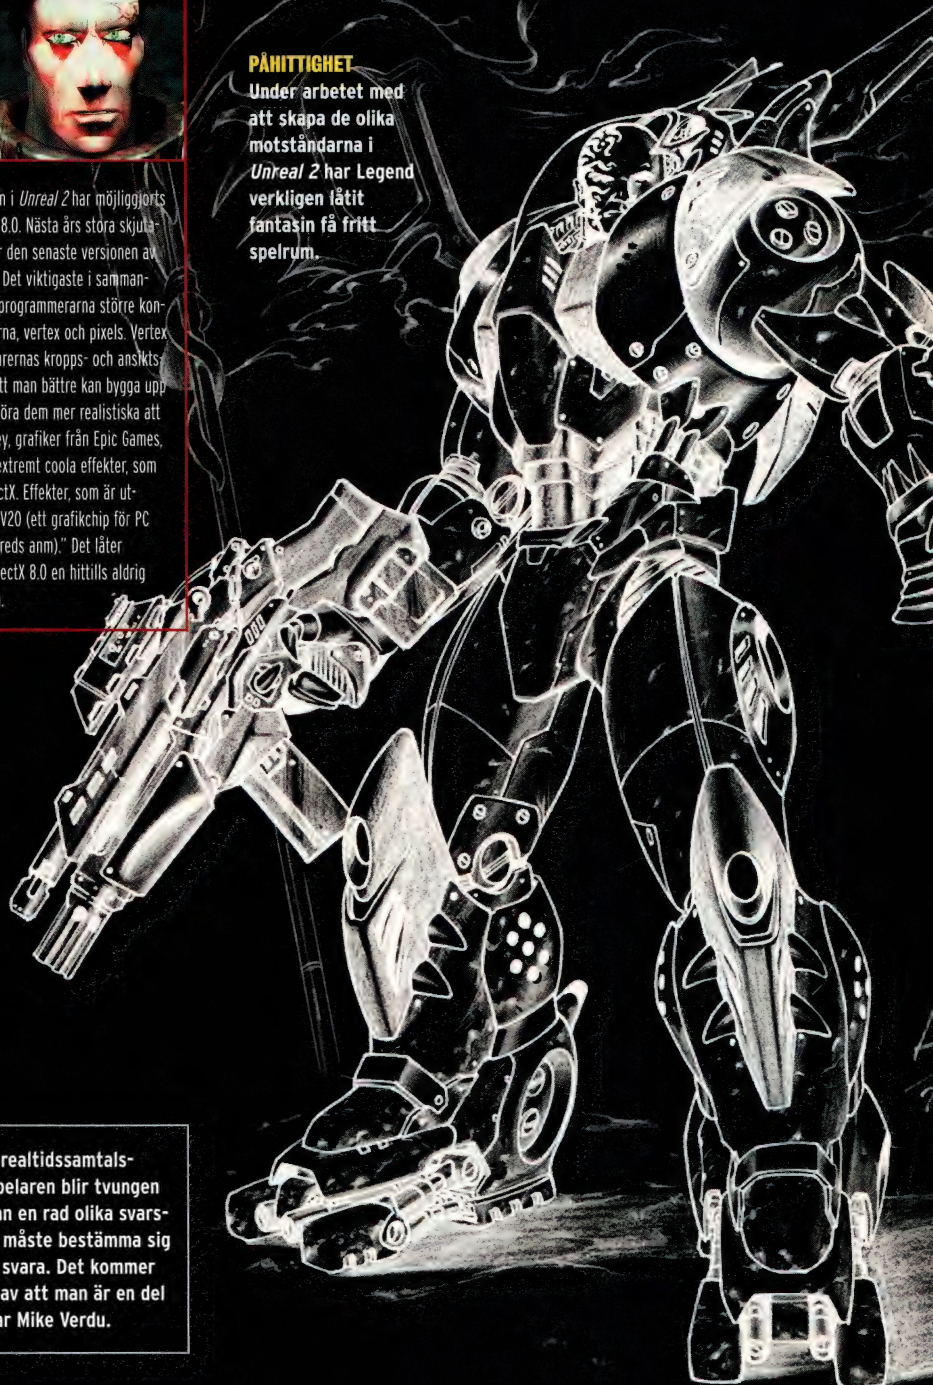 PÅHITTIGHET
Under arbetet med
att skapa de olika
motståndarna i
Unreal 2 har Legend
verkligen låtit
fantasin få fritt
spelrum.
n i Unreal 2 har möjliggjorts
8.0. Nästa års stora skjuta-
r den senaste versionen av
Det viktigaste i samman-
programmerarna större kon-
rna, vertex och pixels. Vertex
urernas kropps- och ansikts-
tt man bättre kan bygga upp
öra dem mer realistiska att
ey, grafiker från Epic Games,
extremt coola effekter, som
ctX. Effekter, som är ut-
V20 (ett grafikchip för PC
reds anm)." Det låter
ectX 8.0 en hittills aldrig
realtidssamtals-
pelaren blir tvungen
an en rad olika svars-
måste bestämma sig
svara. Det kommer
av att man är en del
ar Mike Verdu.